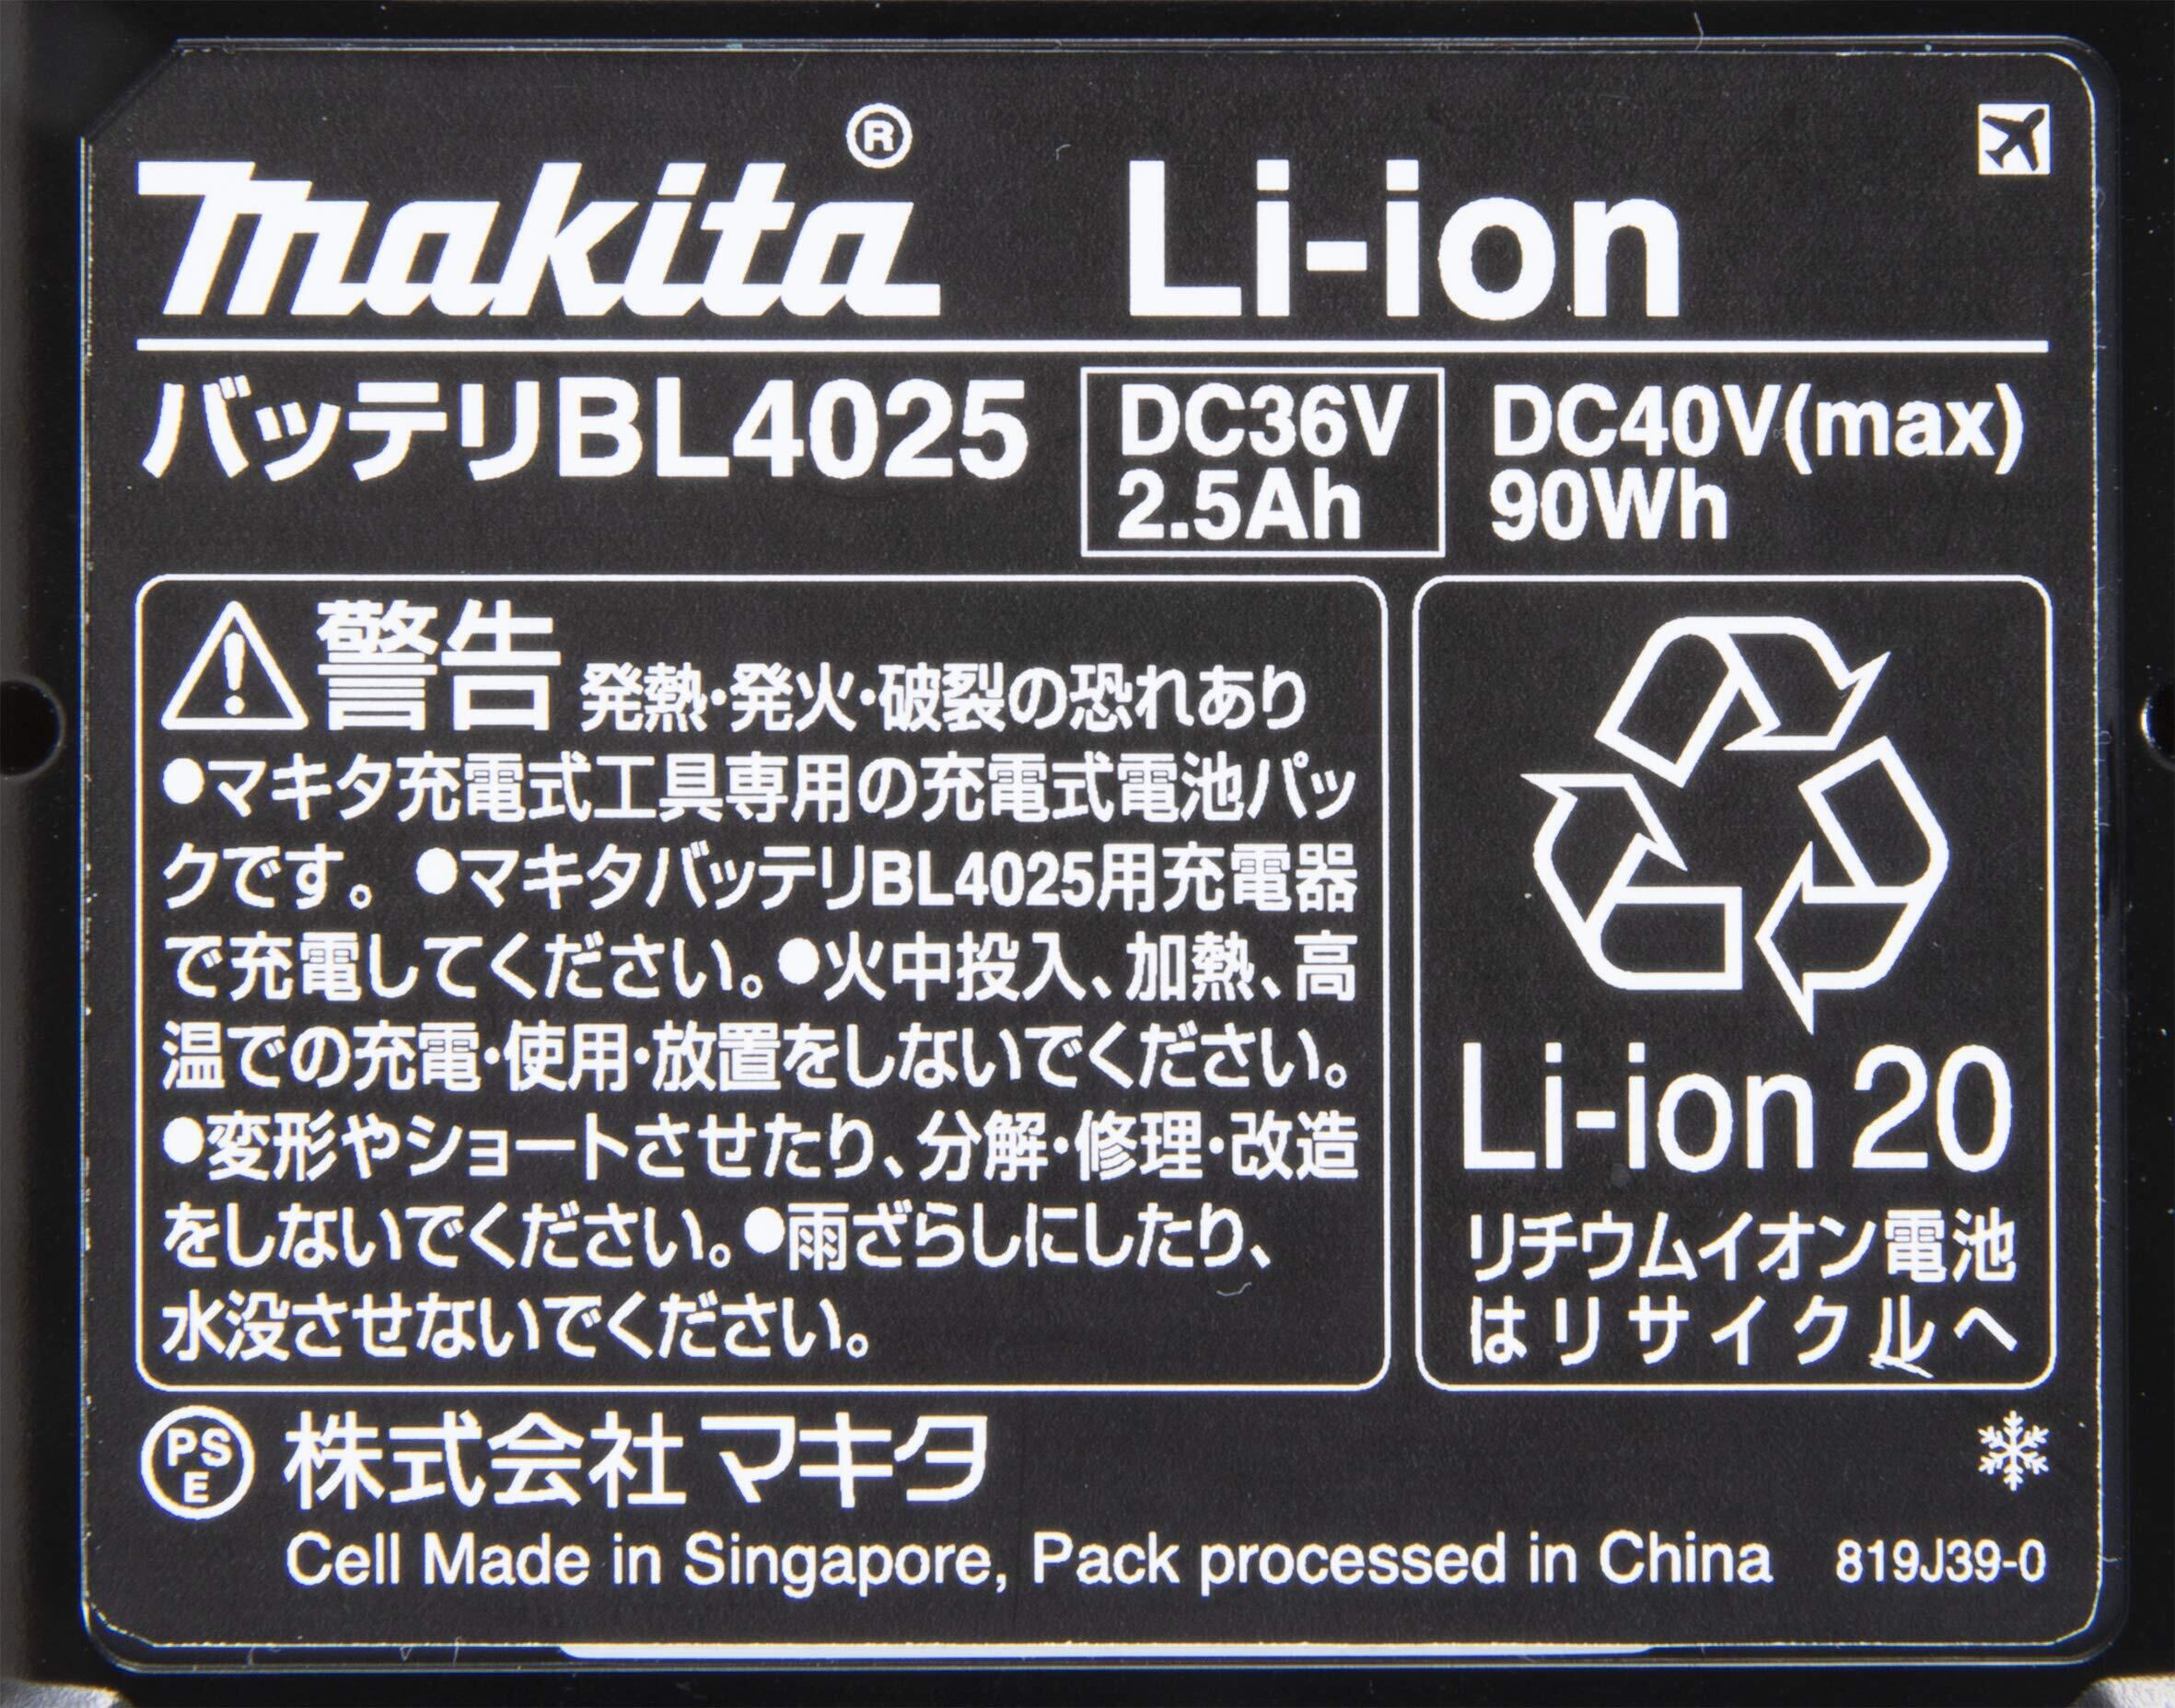 makita® Li-ion
バッテリBL4025 DC36V DC40V(max)
2.5Ah 90Wh
警告 発熱・発火・破裂の恐れあり
●マキタ充電式工具専用の充電式電池パッ
クです。●マキタバッテリBL4025用充電器
で充電してください。●火中投入、加熱、高
温での充電・使用・放置をしないでください。
●変形やショートさせたり、分解・修理・改造
をしないでください。●雨ざらしにしたり、
水没させないでください。
Li-ion 20
リチウムイオン電池
はリサイクルへ
PS
E
株式会社マキタ
Cell Made in Singapore, Pack processed in China 819J39-0